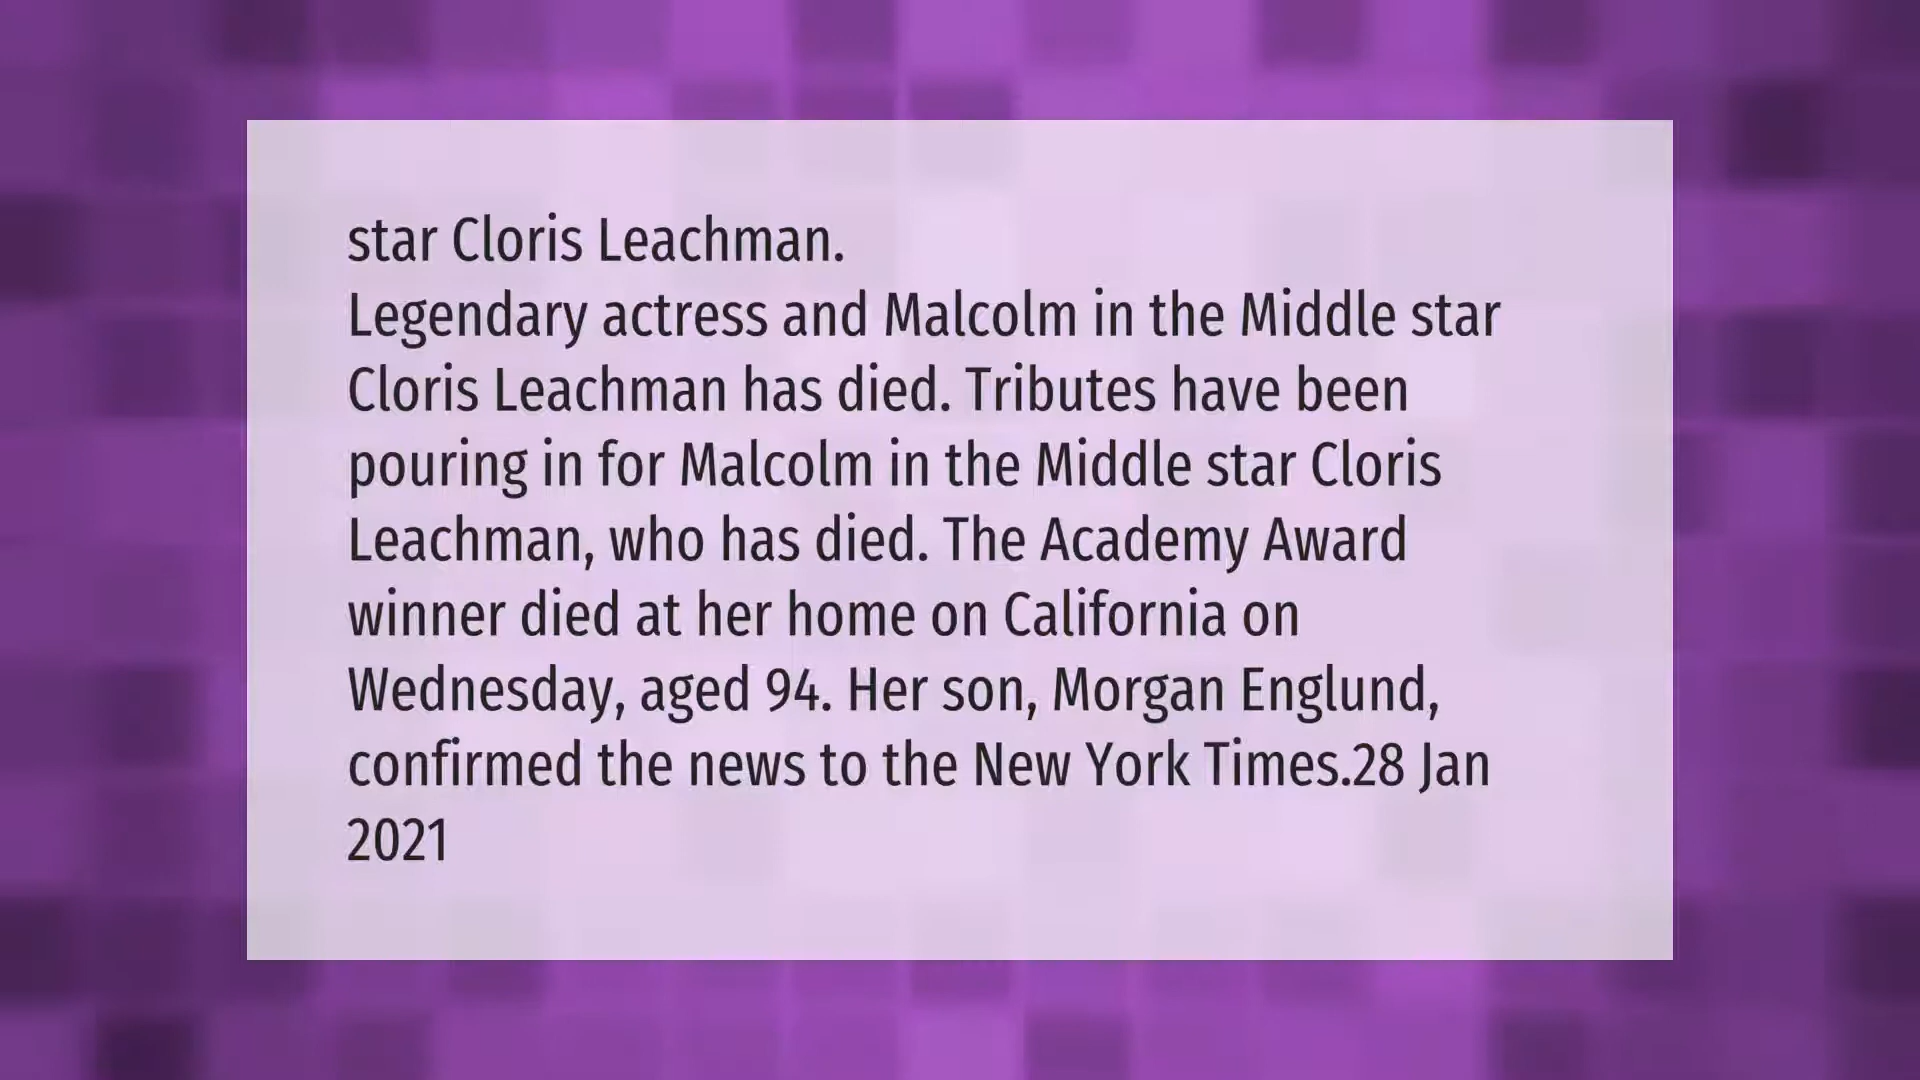 star Cloris Leachman.
Legendary actress and Malcolm in the Middle star
Cloris Leachman has died. Tributes have been
pouring in for Malcolm in the Middle star Cloris
Leachman, who has died. The Academy Award
winner died at her home on California on
Wednesday, aged 94. Her son, Morgan Englund,
confirmed the news to the New York Times.28 Jan
2021